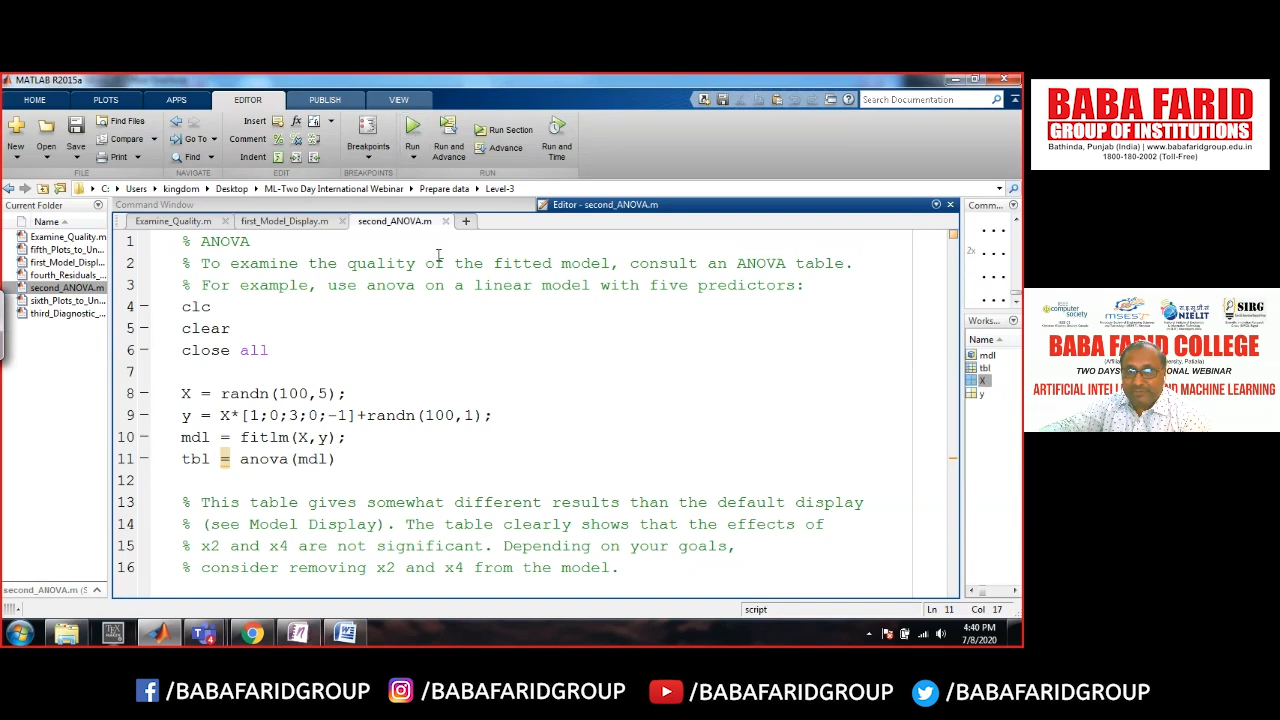 MATLAB R2015a
HOME PLOTS APPS EDITOR PUBLISH VIEW Search Documentation
New Open Save Find Files Compare Print Go To Find Insert fx Comment Indent Breakpoints Run Run and Advance Run Section Advance Run and Time
FILE NAVIGATE EDIT BREAKPOINTS RUN
C: Users kingdom Desktop ML-Two Day International Webinar Prepare data Level-3
Current Folder
Name
Examine_Quality.m
fifth_Plots_to_Un...
first_Model_Displ...
fourth_Residuals_...
second_ANOVA.m
sixth_Plots_to_Un...
third_Diagnostic_...
second_ANOVA.m (S
Command Window
Editor - second_ANOVA.m
Examine_Quality.m first_Model_Display.m second_ANOVA.m
1 % ANOVA
2 % To examine the quality of the fitted model, consult an ANOVA table.
3 % For example, use anova on a linear model with five predictors:
4 clc
5 clear
6 close all
7
8 X = randn(100,5);
9 y = X*[1;0;3;0;-1]+randn(100,1);
10 mdl = fitlm(X,y);
11 tbl = anova(mdl)
12
13 % This table gives somewhat different results than the default display
14 % (see Model Display). The table clearly shows that the effects of
15 % x2 and x4 are not significant. Depending on your goals,
16 % consider removing x2 and x4 from the model.
script Ln 11 Col 17
Comm...
2x
Works...
Name
mdl
tbl
X
y
4:40 PM
7/8/2020
BABA FARID
GROUP OF INSTITUTIONS
Bathinda, Punjab (India) | www.babafaridgroup.edu.in
1800-180-2002 (Toll-Free)
IEEE computer society MSEST NIELIT SIRG
BABA FARID COLLEGE
TWO DAYS
WEBINAR
ARTIFICIAL
MACHINE LEARNING
/BABAFARIDGROUP /BABAFARIDGROUP /BABAFARIDGROUP /BABAFARIDGROUP